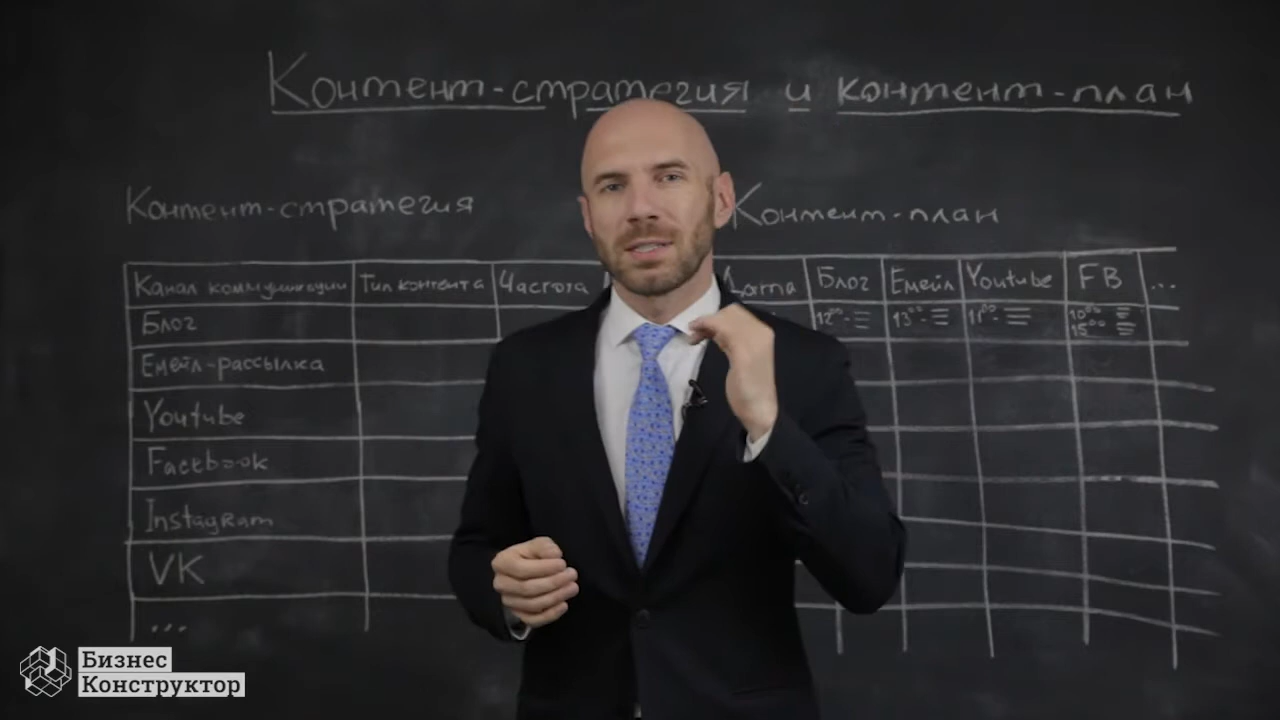 Контент-стратегия и контент-план
Контент-стратегия
Контент-план
Канал коммуникации Тип контента Частота
Блог
Емейл-рассылка
Youtube
Facebook
Instagram
VK
...
Дата Блог Емейл Youtube FB ...
12⁰⁰- 13⁰⁰- 11⁰⁰- 10⁰⁰
15⁰⁰
Бизнес
Конструктор